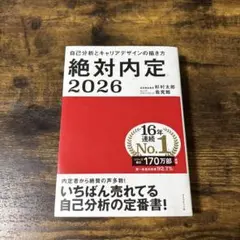 自己分析とキャリアデザインの描き方
絶対内定
2026
杉村太郎
熊究館
16年
連続
No.1
170万部
内定者から絶賛の声多数!
いちばん売れてる
自己分析の定番書!